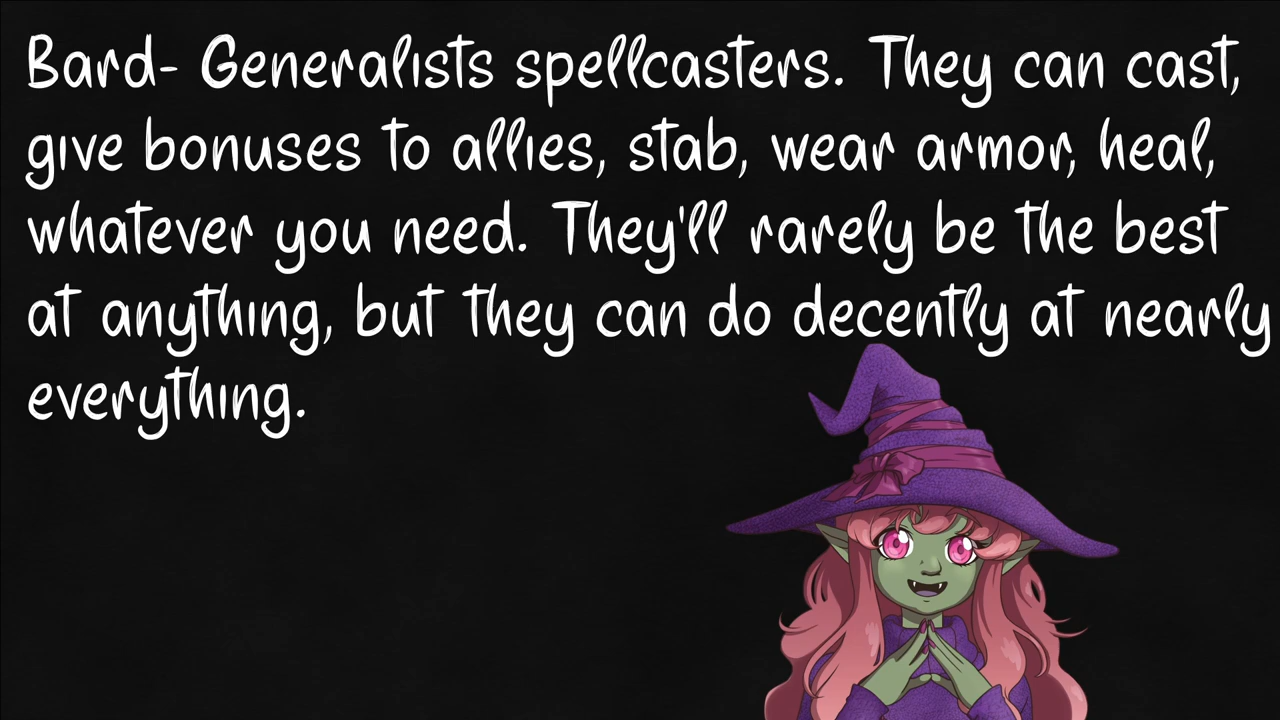 Bard- Generalists spellcasters. They can cast,
give bonuses to allies, stab, wear armor, heal,
whatever you need. They'll rarely be the best
at anything, but they can do decently at nearly
everything.